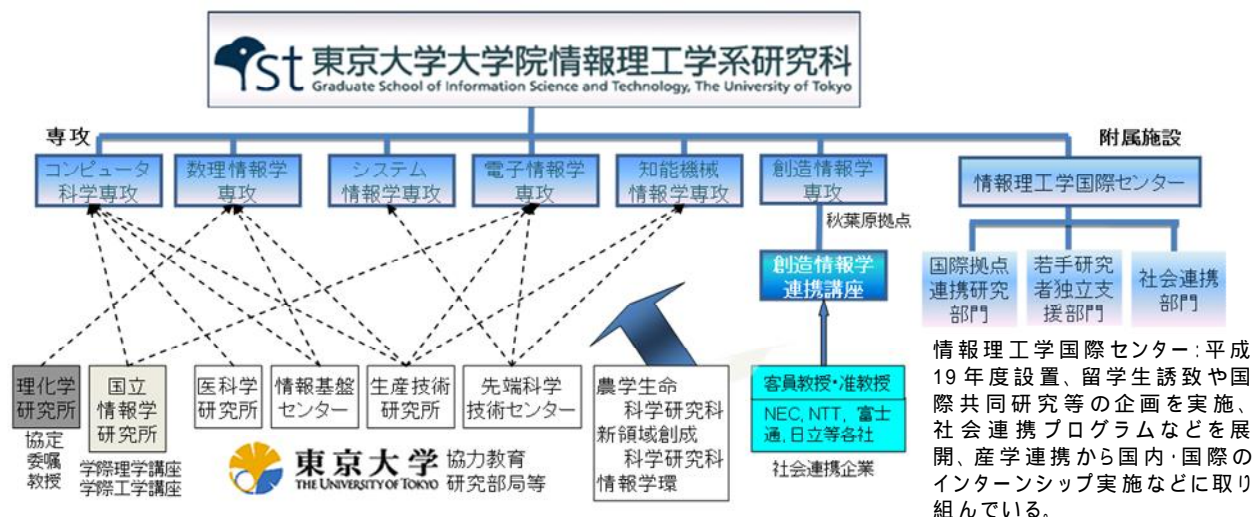 ist 東京大学大学院情報理工学系研究科
Graduate School of Information Science and Technology, The University of Tokyo
専攻
附属施設
コンピュータ
科学専攻
数理情報学
専攻
システム
情報学専攻
電子情報学
専攻
知能機械
情報学専攻
創造情報学
専攻
情報理工学国際センター
秋葉原拠点
創造情報学
連携講座
国際拠点
連携研究
部門
若手研究
者独立支
援部門
社会連携
部門
理化学
研究所
協定
委嘱
教授
国立
情報学
研究所
学際理学講座
学際工学講座
医科学
研究所
情報基盤
センター
生産技術
研究所
先端科学
技術センター
東京大学
THE UNIVERSITY OF TOKYO
協力教育
研究部局等
農学生命
科学研究科
新領域創成
科学研究科
情報学環
客員教授・准教授
NEC, NTT, 富士
通, 日立等各社
社会連携企業
情報理工学国際センター:平成
19年度設置、留学生誘致や国
際共同研究等の企画を実施、
社会連携プログラムなどを展
開、産学連携から国内・国際の
インターンシップ実施などに取り
組んでいる。